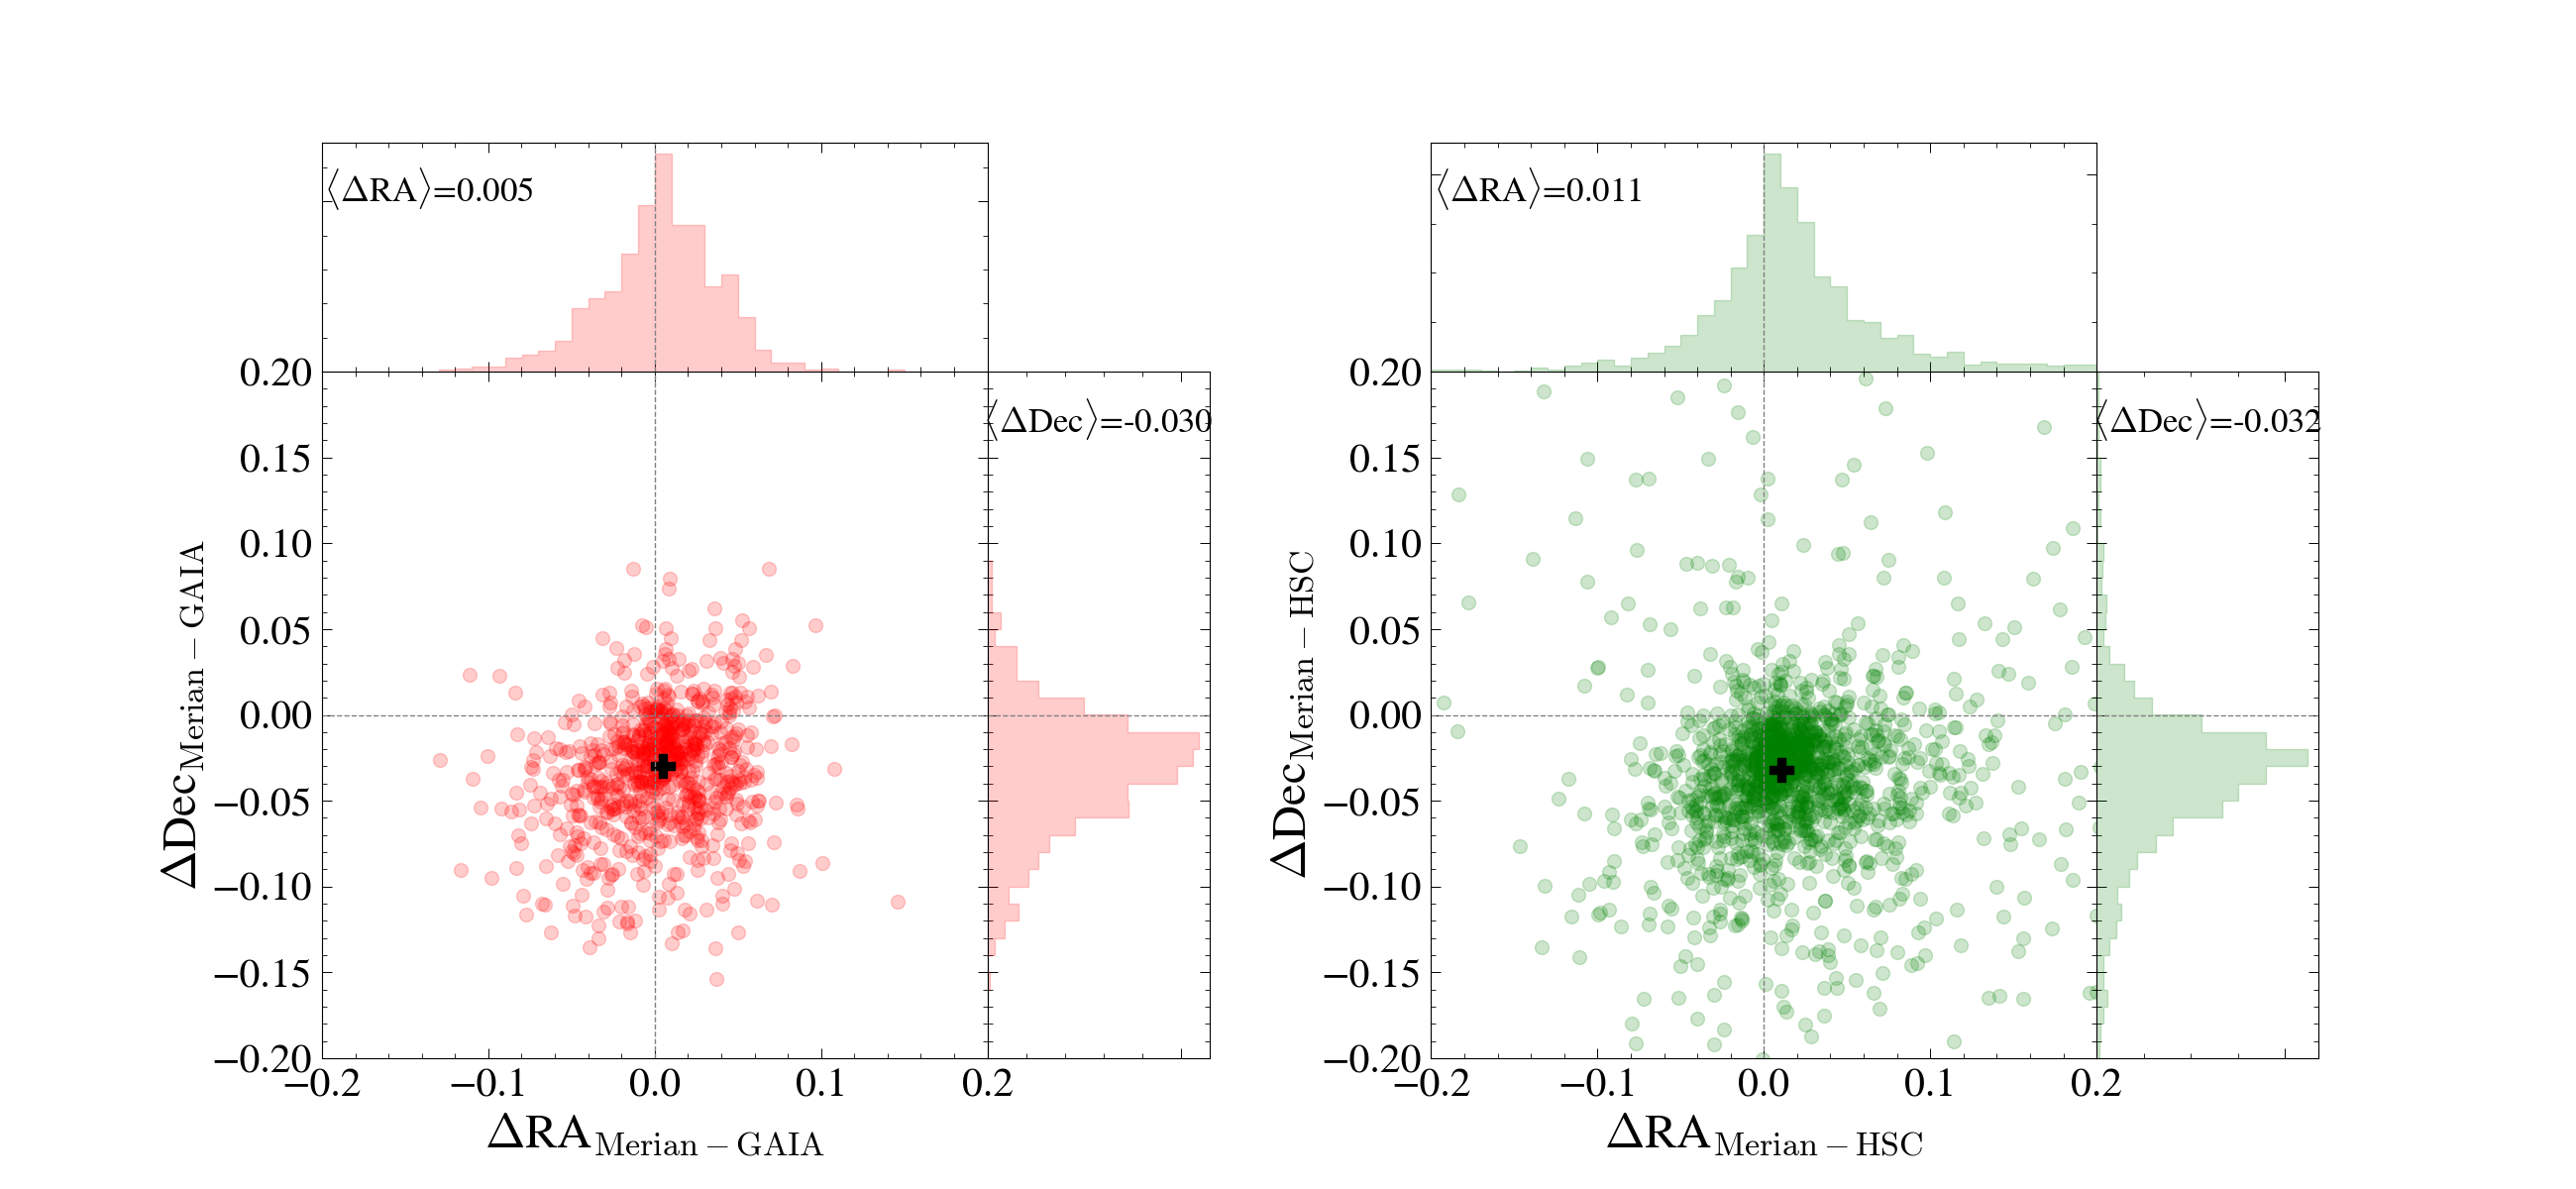 ⟨ΔRA⟩=0.005
⟨ΔDec⟩=-0.030
0.20
0.15
0.10
0.05
0.00
−0.05
−0.10
−0.15
−0.20
ΔDec_Merian−GAIA
−0.2 −0.1 0.0 0.1 0.2
ΔRA_Merian−GAIA
⟨ΔRA⟩=0.011
⟨ΔDec⟩=-0.032
0.20
0.15
0.10
0.05
0.00
−0.05
−0.10
−0.15
−0.20
ΔDec_Merian−HSC
−0.2 −0.1 0.0 0.1 0.2
ΔRA_Merian−HSC